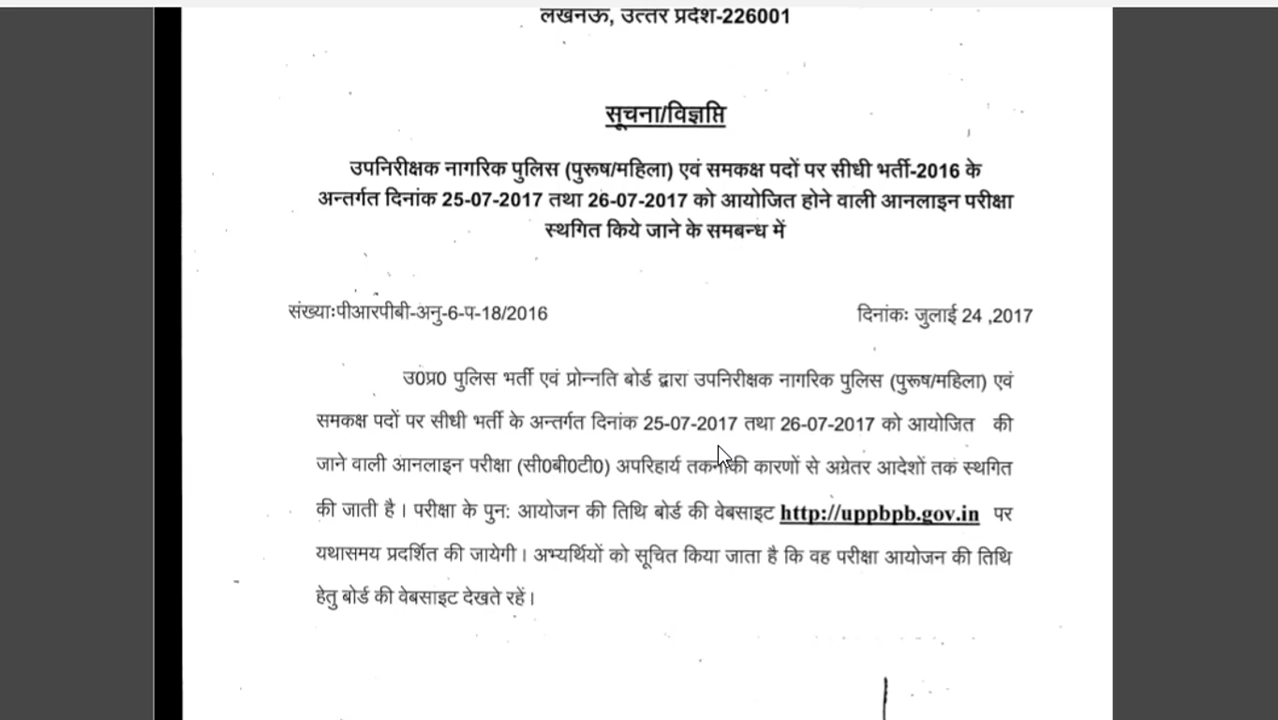 लखनऊ, उत्तर प्रदेश-226001
सूचना/विज्ञप्ति
उपनिरीक्षक नागरिक पुलिस (पुरूष/महिला) एवं समकक्ष पदों पर सीधी भर्ती-2016 के
अन्तर्गत दिनांक 25-07-2017 तथा 26-07-2017 को आयोजित होने वाली आनलाइन परीक्षा
स्थगित किये जाने के समबन्ध में
संख्याःपीआरपीबी-अनु-6-प-18/2016
दिनांकः जुलाई 24 ,2017
उ0प्र0 पुलिस भर्ती एवं प्रोन्नति बोर्ड द्वारा उपनिरीक्षक नागरिक पुलिस (पुरूष/महिला) एवं
समकक्ष पदों पर सीधी भर्ती के अन्तर्गत दिनांक 25-07-2017 तथा 26-07-2017 को आयोजित की
जाने वाली आनलाइन परीक्षा (सी0बी0टी0) अपरिहार्य तकनीकी कारणों से अग्रेतर आदेशों तक स्थगित
की जाती है। परीक्षा के पुन: आयोजन की तिथि बोर्ड की वेबसाइट http://uppbpb.gov.in पर
यथासमय प्रदर्शित की जायेगी। अभ्यर्थियों को सूचित किया जाता है कि वह परीक्षा आयोजन की तिथि
हेतु बोर्ड की वेबसाइट देखते रहें।